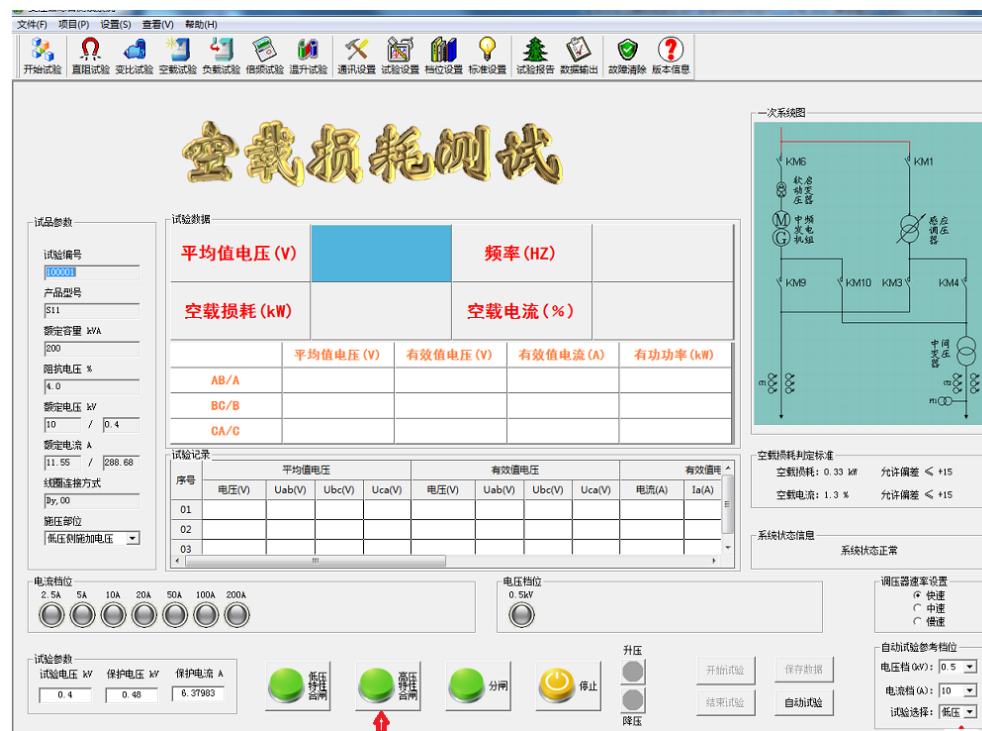 文件(F) 项目(P) 设置(S) 查看(V) 帮助(H)
开始试验 直阻试验 变比试验 空载试验 负载试验 倍频试验 温升试验 通讯设置 试验设置 档位设置 标准设置 试验报告 数据输出 故障清除 版本信息
空载损耗测试
试品参数
试验编号
100001
产品型号
S11
额定容量 kVA
200
阻抗电压 %
4.0
额定电压 kV
10 / 0.4
额定电流 A
11.55 / 288.68
线圈连接方式
Dy,00
施压部位
低压侧施加电压
试验数据
平均值电压(V) 频率(HZ)
空载损耗(kW) 空载电流(%)
平均值电压(V) 有效值电压(V) 有效值电流(A) 有功功率(kW)
AB/A
BC/B
CA/C
试验记录
序号 平均值电压 有效值电压 有效值电
电压(V) Uab(V) Ubc(V) Uca(V) 电压(V) Uab(V) Ubc(V) Uca(V) 电流(A) Ia(A)
01
02
03
一次系统图
KM6 KM1
软启动变压器
M G 中频发电机组
感应调压器
KM9 KM10 KM3 KM4
中间变压器
空载损耗判定标准
空载损耗: 0.33 kW 允许偏差 ≤ +15
空载电流: 1.3 % 允许偏差 ≤ +15
系统状态信息
系统状态正常
电流档位
2.5A 5A 10A 20A 50A 100A 200A
电压档位
0.5kV
调压器速率设置
快速
中速
慢速
试验参数
试验电压 kV 保护电压 kV 保护电流 A
0.4 0.48 6.37983
低压特性合闸
高压特性合闸
分闸
停止
升压
降压
开始试验 保存数据
结束试验 自动试验
自动试验参考档位
电压档(kV): 0.5
电流档(A): 10
试验选择: 低压